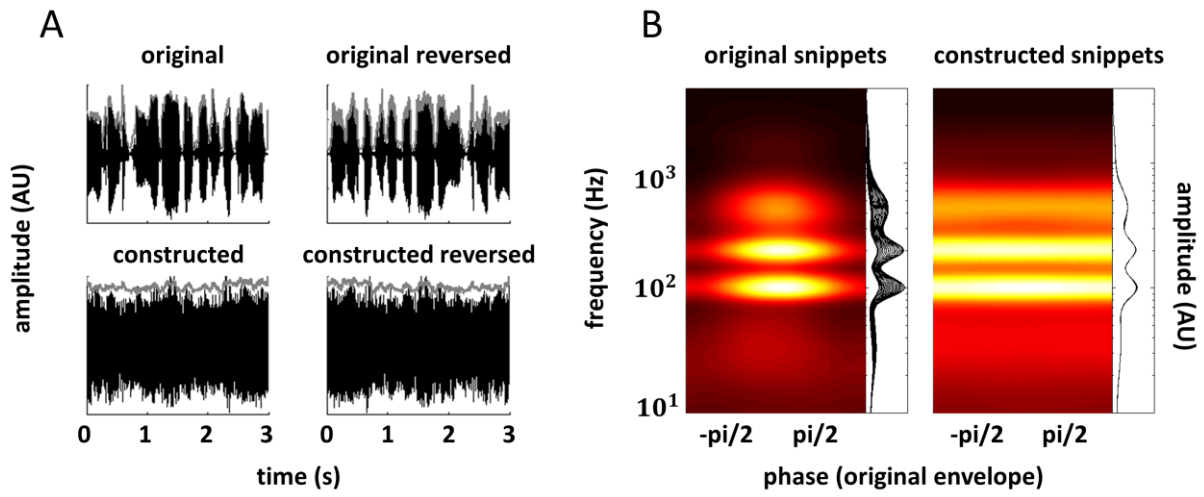 A
original
original reversed
constructed
constructed reversed
amplitude (AU)
0 1 2 3
0 1 2 3
time (s)
B
original snippets
constructed snippets
frequency (Hz)
10³
10²
10¹
-pi/2 pi/2
-pi/2 pi/2
amplitude (AU)
phase (original envelope)